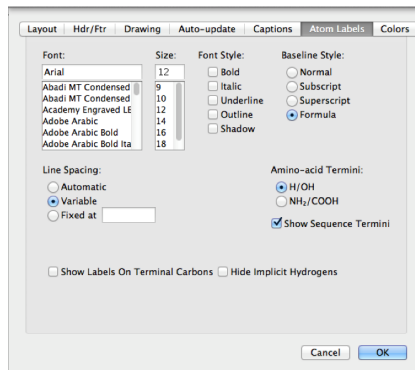 Layout Hdr/Ftr Drawing Auto-update Captions Atom Labels Colors
Font: Size: Font Style: Baseline Style:
Arial 12 Bold Normal
Abadi MT Condensed 9 Italic Subscript
Abadi MT Condensed 10 Underline Superscript
Academy Engraved LE 12 Outline Formula
Adobe Arabic 14 Shadow
Adobe Arabic Bold 16
Adobe Arabic Bold Ita 18
Line Spacing: Amino-acid Termini:
Automatic H/OH
Variable NH₂/COOH
Fixed at Show Sequence Termini
Show Labels On Terminal Carbons Hide Implicit Hydrogens
Cancel OK